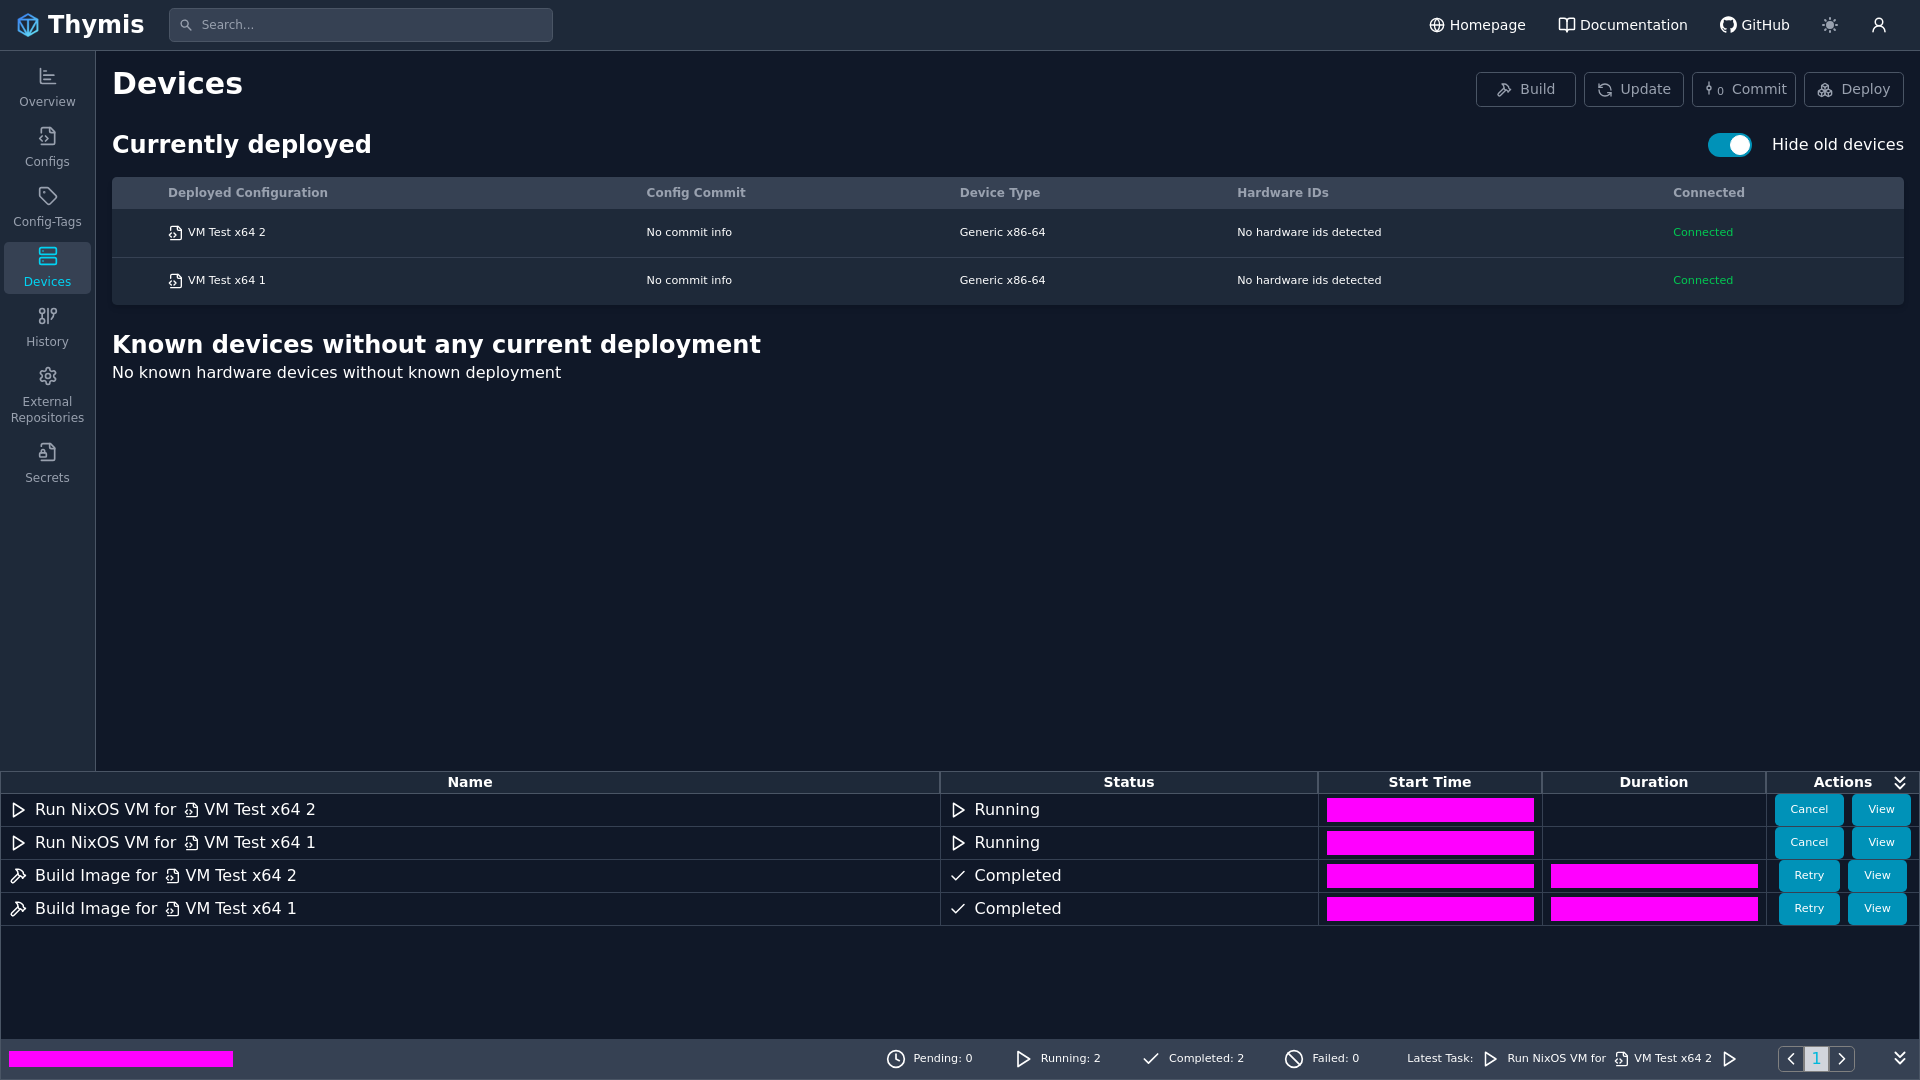 Thymis
Search...
Homepage
Documentation
GitHub
Overview
Configs
Config-Tags
Devices
History
External
Repositories
Secrets
Devices
Build
Update
0 Commit
Deploy
Currently deployed
Hide old devices
Deployed Configuration Config Commit Device Type Hardware IDs Connected
VM Test x64 2 No commit info Generic x86-64 No hardware ids detected Connected
VM Test x64 1 No commit info Generic x86-64 No hardware ids detected Connected
Known devices without any current deployment
No known hardware devices without known deployment
Name Status Start Time Duration Actions
Run NixOS VM for VM Test x64 2 Running Cancel View
Run NixOS VM for VM Test x64 1 Running Cancel View
Build Image for VM Test x64 2 Completed Retry View
Build Image for VM Test x64 1 Completed Retry View
Pending: 0 Running: 2 Completed: 2 Failed: 0 Latest Task: Run NixOS VM for VM Test x64 2 1